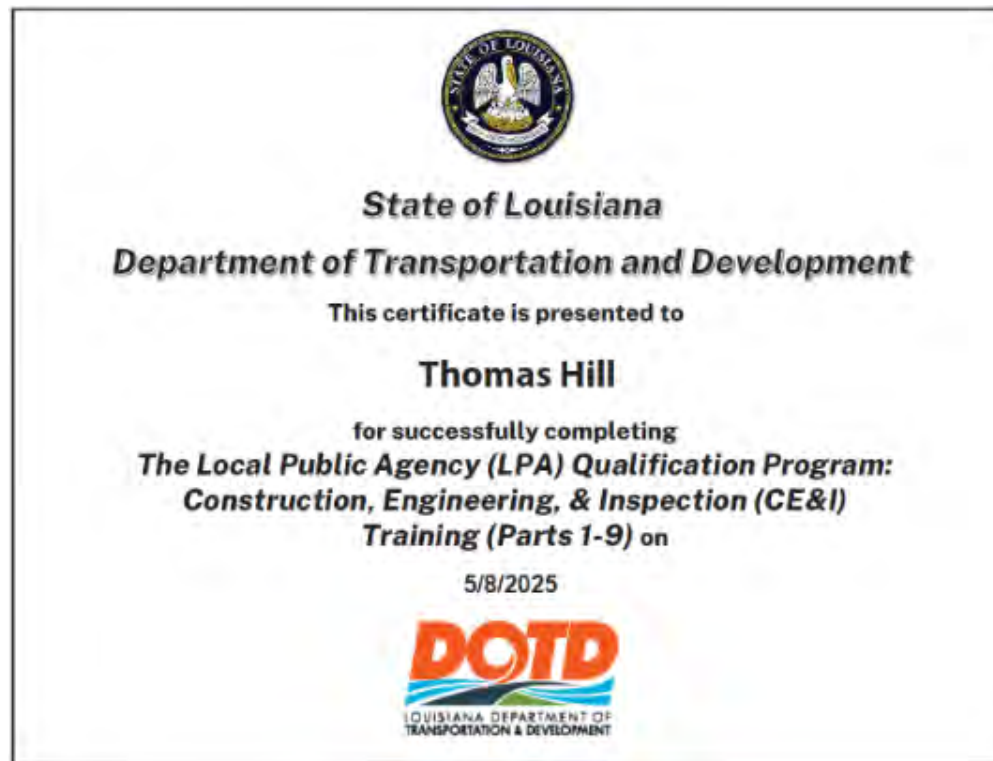 STATE OF LOUISIANA
State of Louisiana
Department of Transportation and Development
This certificate is presented to
Thomas Hill
for successfully completing
The Local Public Agency (LPA) Qualification Program:
Construction, Engineering, & Inspection (CE&I)
Training (Parts 1-9) on
5/8/2025
DOTD
LOUISIANA DEPARTMENT OF
TRANSPORTATION & DEVELOPMENT